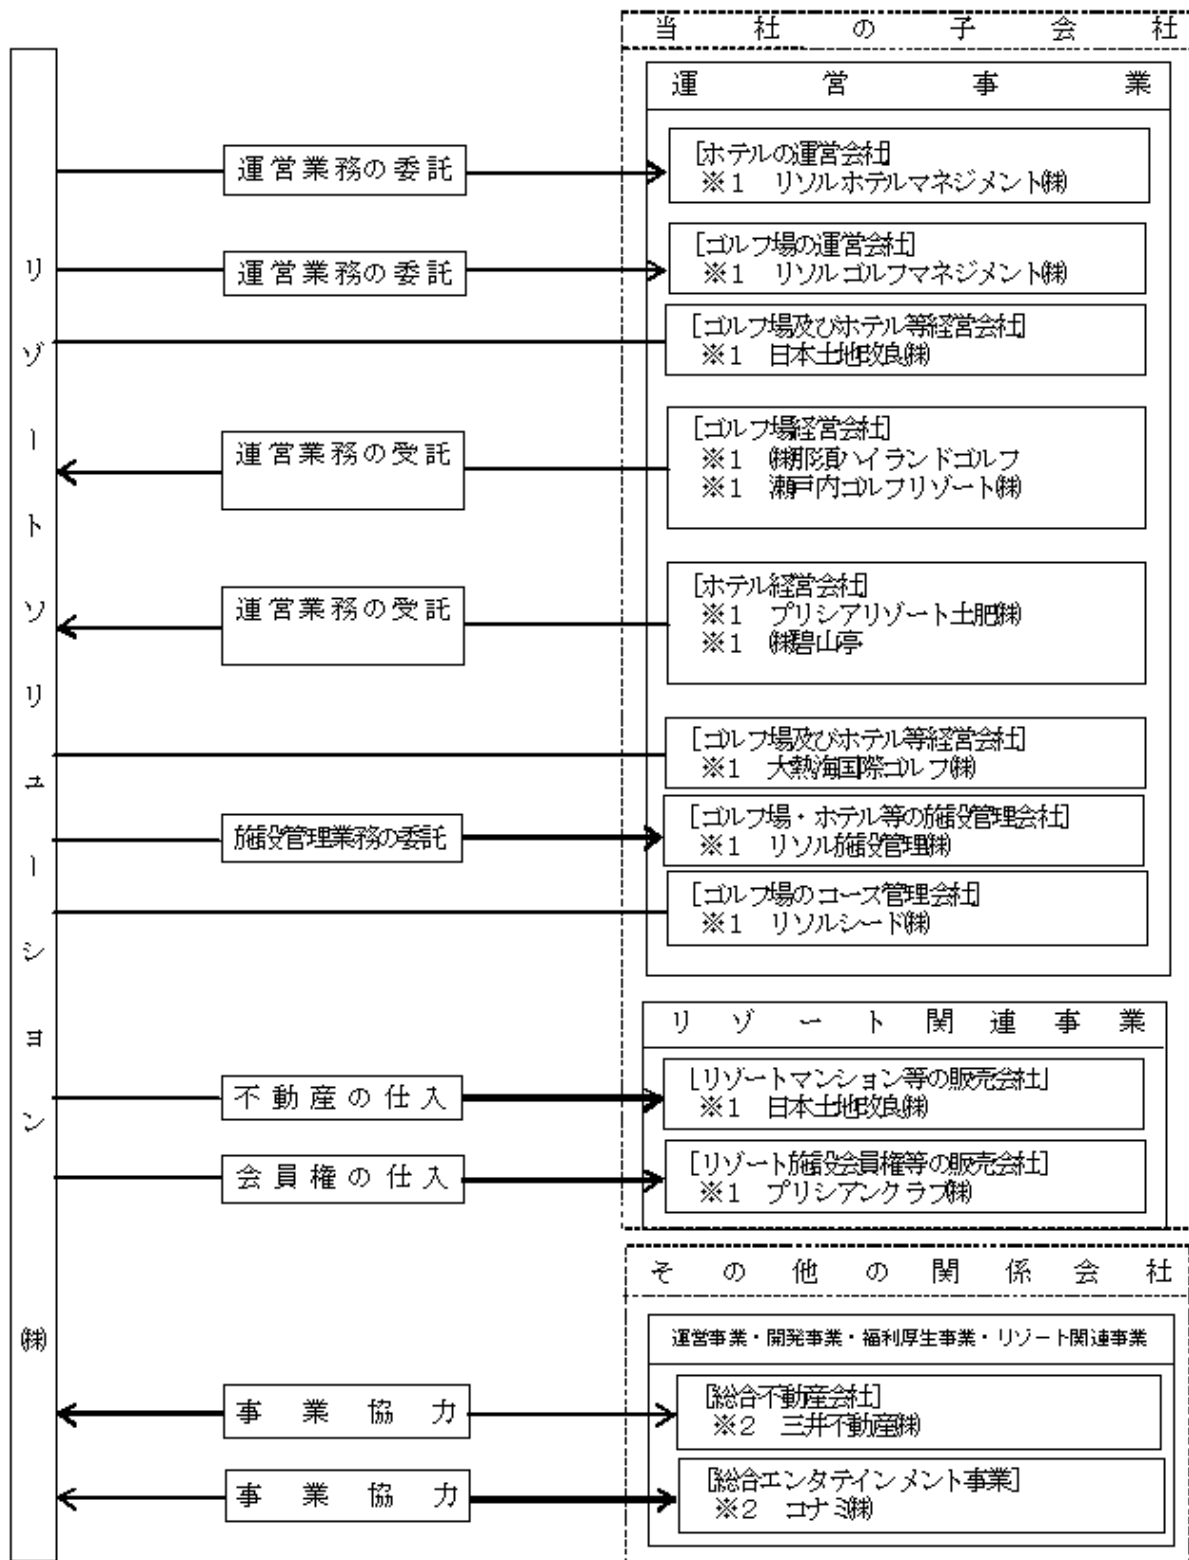 当社の子会社
運営事業
運営業務の委託
[ホテルの運営会社]
※1 リソルホテルマネジメント㈱
運営業務の委託
[ゴルフ場の運営会社]
※1 リソルゴルフマネジメント㈱
[ゴルフ場及びホテル等経営会社]
※1 日本土地改良㈱
運営業務の受託
[ゴルフ場経営会社]
※1 ㈱那須ハイランドゴルフ
※1 瀬戸内ゴルフリゾート㈱
運営業務の受託
[ホテル経営会社]
※1 プリシアリゾート土肥㈱
※1 ㈱碧山亭
[ゴルフ場及びホテル等経営会社]
※1 大熱海国際ゴルフ㈱
施設管理業務の委託
[ゴルフ場・ホテル等の施設管理会社]
※1 リソル施設管理㈱
[ゴルフ場のコース管理会社]
※1 リソルシード㈱
リゾート関連事業
不動産の仕入
[リゾートマンション等の販売会社]
※1 日本土地改良㈱
会員権の仕入
[リゾート施設会員権等の販売会社]
※1 プリシアンクラブ㈱
その他の関係会社
運営事業・開発事業・福利厚生事業・リゾート関連事業
事業協力
[総合不動産会社]
※2 三井不動産㈱
事業協力
[総合エンタテインメント事業]
※2 コナミ㈱
リゾートソリューション㈱